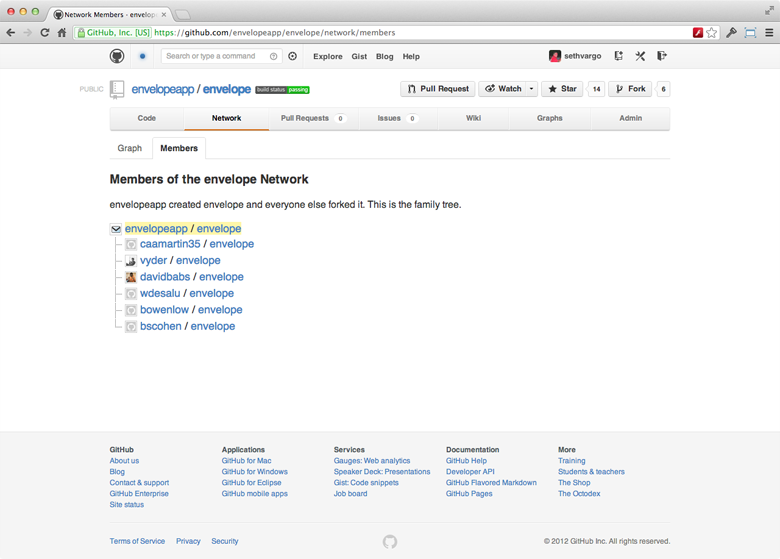 Network Members · envelo
GitHub, Inc. [US] https://github.com/envelopeapp/envelope/network/members
Search or type a command
Explore Gist Blog Help
sethvargo
PUBLIC
envelopeapp / envelope
build status passing
Pull Request
Watch
Star 14
Fork 6
Code
Network
Pull Requests 0
Issues 0
Wiki
Graphs
Admin
Graph
Members
Members of the envelope Network
envelopeapp created envelope and everyone else forked it. This is the family tree.
envelopeapp / envelope
caamartin35 / envelope
vyder / envelope
davidbabs / envelope
wdesalu / envelope
bowenlow / envelope
bscohen / envelope
GitHub
About us
Blog
Contact & support
GitHub Enterprise
Site status
Applications
GitHub for Mac
GitHub for Windows
GitHub for Eclipse
GitHub mobile apps
Services
Gauges: Web analytics
Speaker Deck: Presentations
Gist: Code snippets
Job board
Documentation
GitHub Help
Developer API
GitHub Flavored Markdown
GitHub Pages
More
Training
Students & teachers
The Shop
The Octodex
Terms of Service Privacy Security
© 2012 GitHub Inc. All rights reserved.